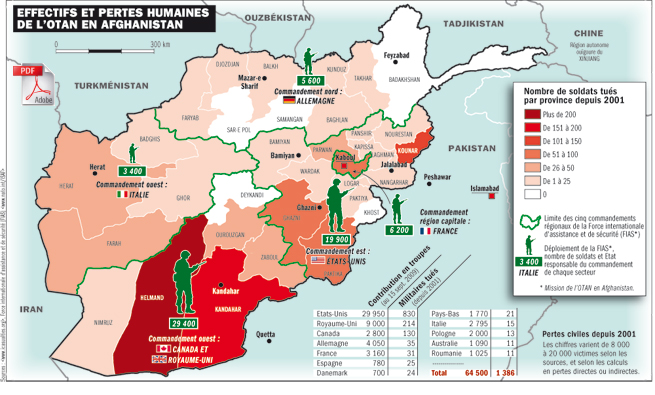 EFFECTIFS ET PERTES HUMAINES
DE L'OTAN EN AFGHANISTAN
300 km
PDF
Adobe
OUZBÉKISTAN
TADJIKISTAN
CHINE
Région autonome
ouïgoure du
XINJIANG
TURKMÉNISTAN
PAKISTAN
IRAN
Feyzabad
BADAKHSHAN
DJOZDJAN
BALKH
KUNDUZ
TAKHAR
Mazar-e
Sharif
5 600
Commandement nord :
ALLEMAGNE
FARYAB
SAR-E POL
SAMANGAN
BAGHLAN
BADGHIS
3 400
Herat
HERAT
Commandement ouest :
ITALIE
GHOR
BAMIYAN
Bamiyan
PARWAN
PANSHIR
KAPISSA
NOURESTAN
KOUNAR
LAGHMAN
Kaboul
Jalalabad
NANGARHAR
WARDAK
LOGAR
PAKTIYA
KHOST
DEYKANDI
Ghazni
GHAZNI
19 900
6 200
Commandement
région capitale :
FRANCE
Commandement est :
ETATS-UNIS
PAKTIKA
Peshawar
Islamabad
FARAH
OUROUZGAN
ZABOUL
NIMRUZ
HELMAND
Kandahar
KANDAHAR
29 400
Commandement ouest :
CANADA ET
ROYAUME-UNI
Quetta
Nombre de soldats tués
par province depuis 2001
Plus de 200
De 151 à 200
De 101 à 150
De 51 à 100
De 26 à 50
De 1 à 25
0
Limite des cinq commandements
régionaux de la Force internationale
d'assistance et de sécurité (FIAS*)
Déploiement de la FIAS*,
nombre de soldats et Etat
responsable du commandement
de chaque secteur
3 400
ITALIE
* Mission de l'OTAN en Afghanistan.
Contribution en troupes
(au 15 sept. 2009)
Militaires tués
(depuis 2001)
Etats-Unis 29 950 830
Royaume-Uni 9 000 214
Canada 2 800 130
Allemagne 4 050 35
France 3 160 31
Espagne 780 25
Danemark 700 24
Pays-Bas 1 770 21
Italie 2 795 15
Pologne 2 000 13
Australie 1 090 11
Roumanie 1 025 11
Total 64 500 1 386
Pertes civiles depuis 2001
Les chiffres varient de 8 000
à 20 000 victimes selon les
sources, et selon les calculs
en pertes directes ou indirectes.